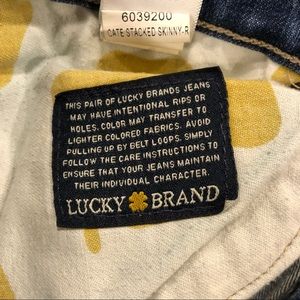 6039200
CATE STACKED SKINNY-R
THIS PAIR OF LUCKY BRANDS JEANS
MAY HAVE INTENTIONAL RIPS OR
HOLES. COLOR MAY TRANSFER TO
LIGHTER COLORED FABRICS. AVOID
PULLING UP BY BELT LOOPS. SIMPLY
FOLLOW THE CARE INSTRUCTIONS TO
ENSURE THAT YOUR JEANS MAINTAIN
THEIR INDIVIDUAL CHARACTER.
LUCKY BRAND